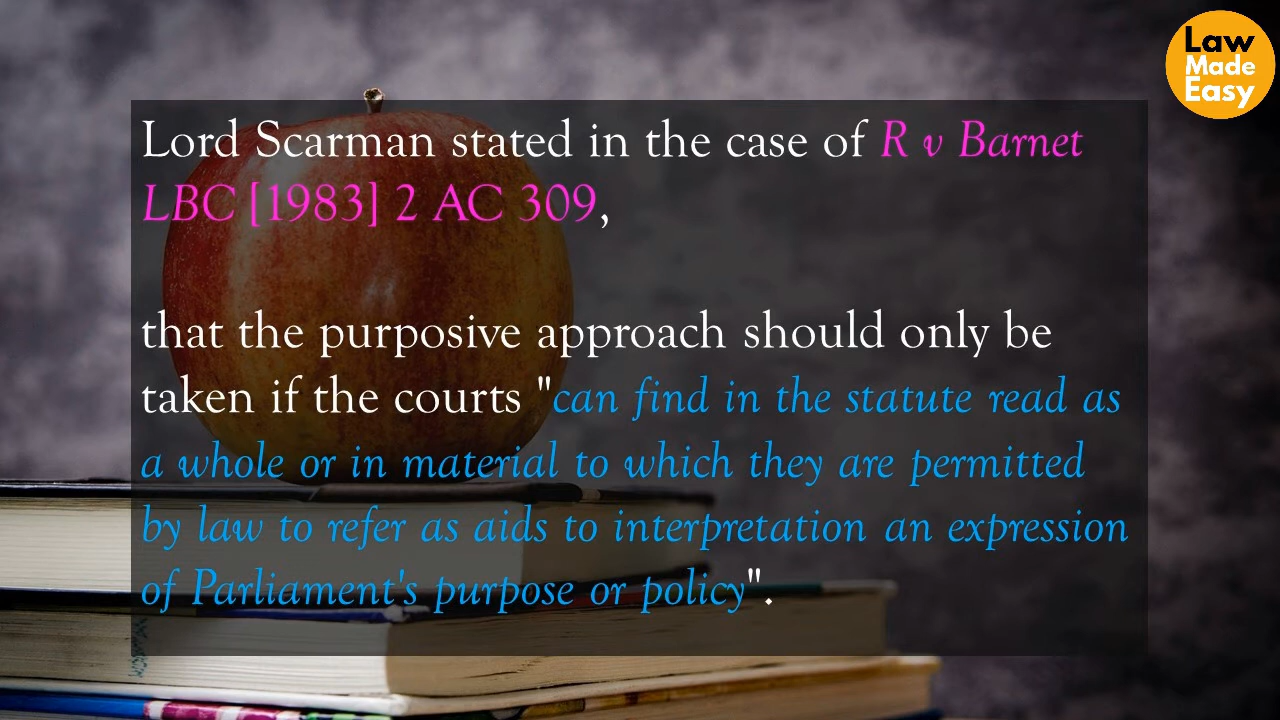 Law
Made
Easy
Lord Scarman stated in the case of R v Barnet
LBC [1983] 2 AC 309,
that the purposive approach should only be
taken if the courts "can find in the statute read as
a whole or in material to which they are permitted
by law to refer as aids to interpretation an expression
of Parliament's purpose or policy".